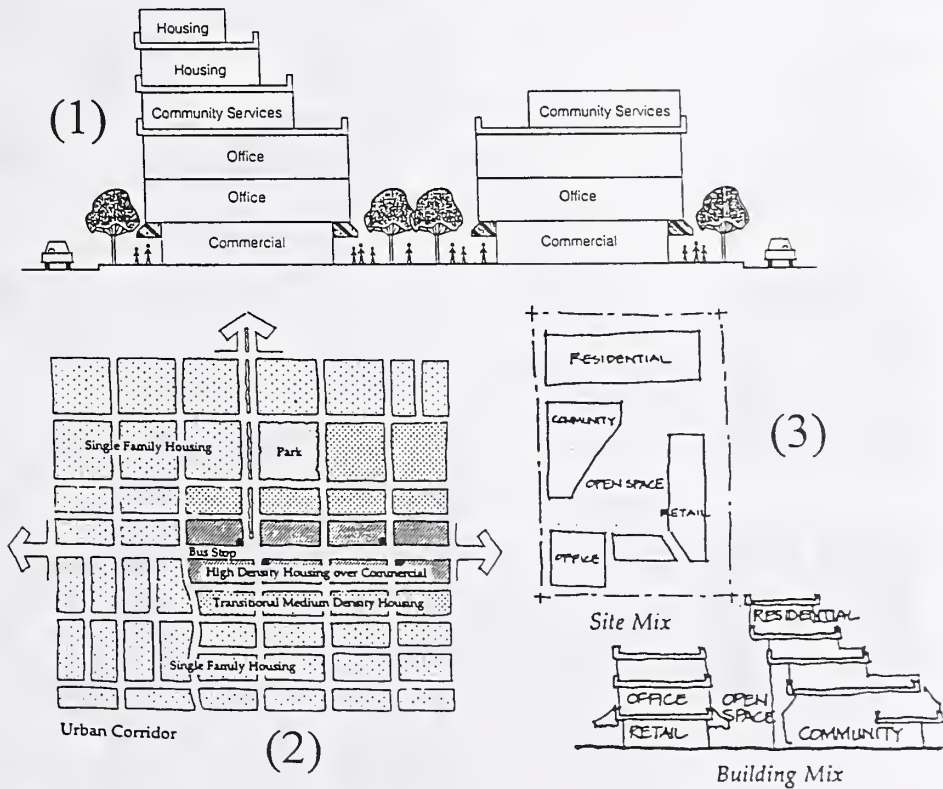 Housing
Housing
(1)
Community Services
Community Services
Office
Office
Office
Commercial
Commercial
Single Family Housing
Park
Bus Stop
High Density Housing over Commercial
Transitional Medium Density Housing
Single Family Housing
Urban Corridor
(2)
RESIDENTIAL
COMMUNITY
(3)
OPEN SPACE
RETAIL
OFFICE
Site Mix
RESIDENTIAL
OFFICE
OPEN
SPACE
RETAIL
COMMUNITY
Building Mix